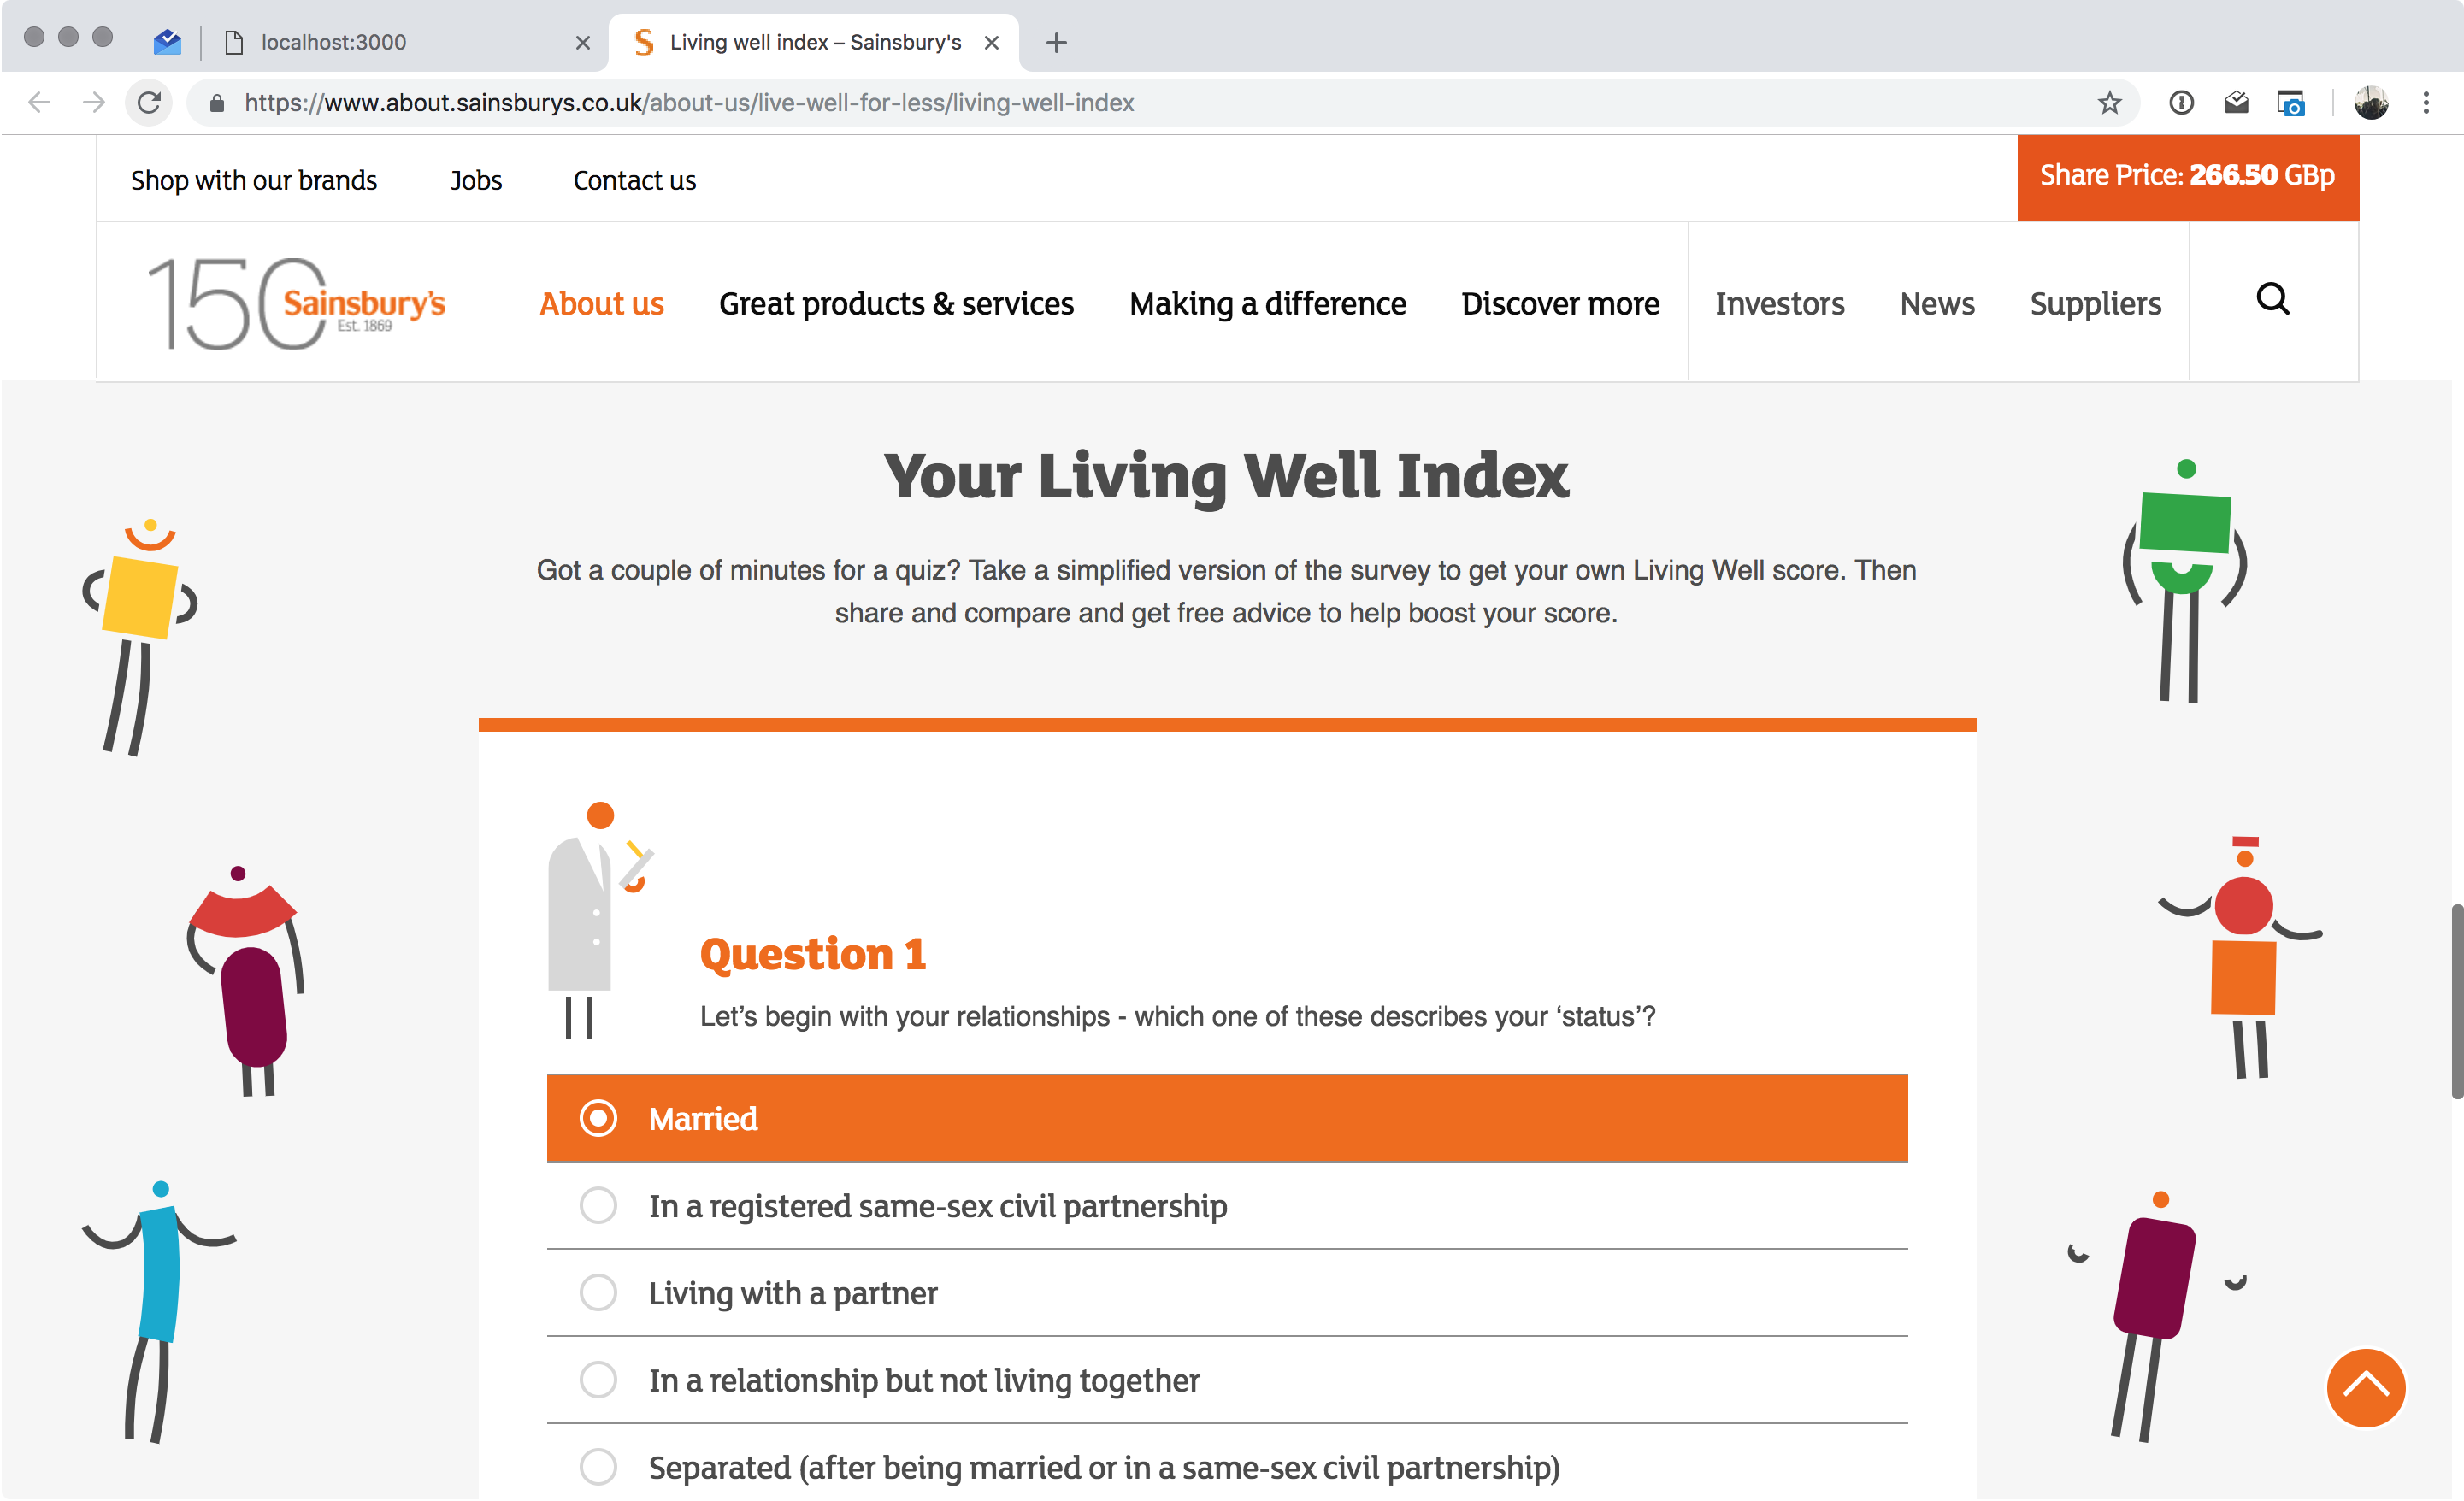 localhost:3000
Living well index – Sainsbury's
https://www.about.sainsburys.co.uk/about-us/live-well-for-less/living-well-index
Shop with our brands Jobs Contact us Share Price: 266.50 GBp
150 Sainsbury's Est. 1869
About us Great products & services Making a difference Discover more Investors News Suppliers
Your Living Well Index
Got a couple of minutes for a quiz? Take a simplified version of the survey to get your own Living Well score. Then
share and compare and get free advice to help boost your score.
Question 1
Let’s begin with your relationships - which one of these describes your ‘status’?
Married
In a registered same-sex civil partnership
Living with a partner
In a relationship but not living together
Separated (after being married or in a same-sex civil partnership)